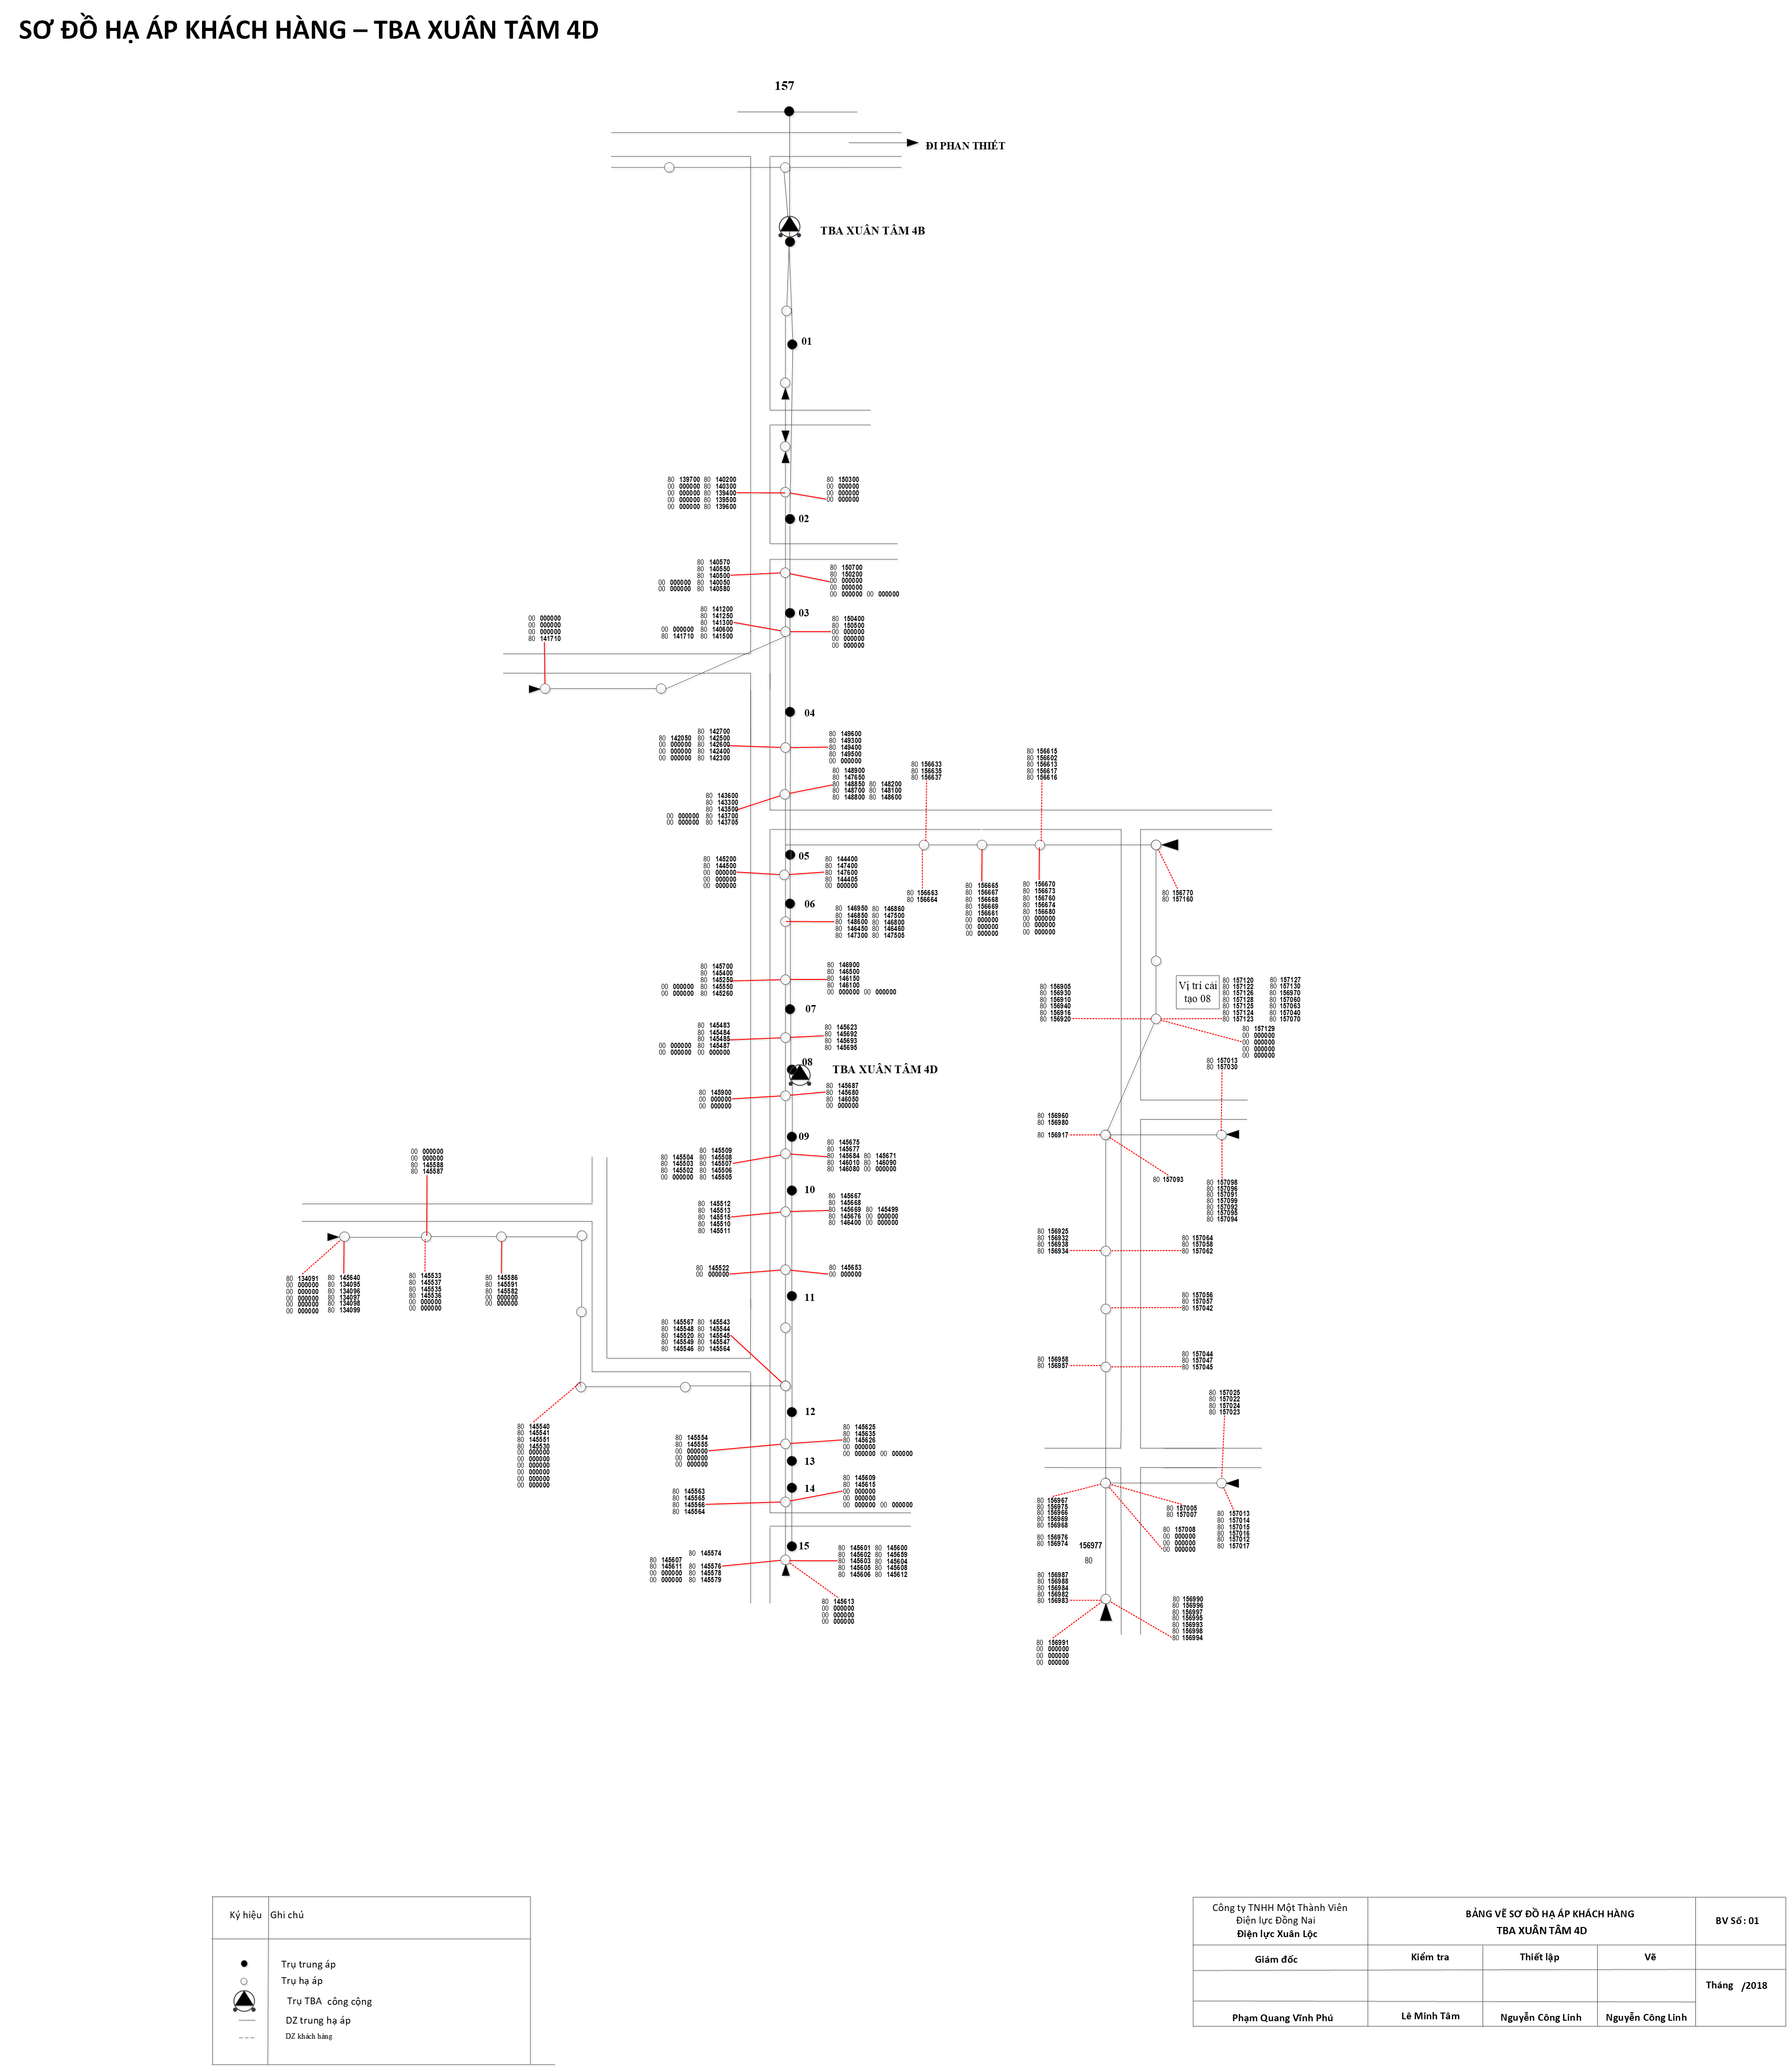 SƠ ĐỒ HẠ ÁP KHÁCH HÀNG – TBA XUÂN TÂM 4D
157
ĐI PHAN THIẾT
TBA XUÂN TÂM 4B
01
80 139700 80 140200
00 000000 80 140300
00 000000 80 139400
00 000000 80 139500
00 000000 80 139600
80 150300
00 000000
00 000000
00 000000
02
80 140570
80 140550
80 140500
00 000000 80 140050
00 000000 80 140580
80 150700
80 150200
00 000000
00 000000
00 000000 00 000000
03
80 141200
80 141250
80 141300
00 000000 80 140600
80 141710 80 141500
80 150400
80 150500
00 000000
00 000000
00 000000
00 000000
00 000000
00 000000
80 141710
04
80 142700
80 142050 80 142500
00 000000 80 142600
00 000000 80 142400
00 000000 80 142300
80 149600
80 149300
80 149400
80 149500
00 000000
80 148900
80 147650
80 148850 80 148200
80 148700 80 148100
80 148800 80 148600
80 143600
80 143300
80 143500
00 000000 80 143700
00 000000 80 143705
80 156633
80 156635
80 156637
80 156615
80 156602
80 156613
80 156617
80 156616
05
80 145200
80 144500
00 000000
00 000000
00 000000
80 144400
80 147400
80 147600
80 144405
00 000000
80 156663
80 156664
80 156665
80 156667
80 156668
80 156669
80 156661
00 000000
00 000000
00 000000
80 156670
80 156673
80 156760
80 156674
80 156680
00 000000
00 000000
00 000000
80 156770
80 157160
06
80 146950 80 146860
80 146850 80 147500
80 148600 80 146800
80 146450 80 146460
80 147300 80 147505
80 145700
80 145400
80 145250
00 000000 80 145550
00 000000 80 145260
80 146900
80 146500
80 146150
80 146100
00 000000 00 000000
Vị trí cải
tạo 08
80 156905
80 156930
80 156910
80 156940
80 156916
80 156920
80 157120 80 157127
80 157122 80 157130
80 157126 80 156970
80 157128 80 157060
80 157125 80 157063
80 157124 80 157040
80 157123 80 157070
80 157129
00 000000
00 000000
00 000000
00 000000
07
80 145483
80 145484
80 145485
00 000000 80 145487
00 000000 00 000000
80 145623
80 145692
80 145693
80 145695
80 157013
80 157030
08
TBA XUÂN TÂM 4D
80 145900
00 000000
00 000000
80 145687
80 145680
80 146050
00 000000
80 156960
80 156980
80 156917
80 157093
09
80 145509
80 145504 80 145508
80 145503 80 145507
80 145502 80 145506
00 000000 80 145505
80 145675
80 145677
80 145684 80 145671
80 146010 80 146090
80 146080 00 000000
00 000000
00 000000
80 145588
80 145587
80 157098
80 157096
80 157091
80 157099
80 157092
80 157095
80 157094
10
80 145512
80 145513
80 145515
80 145510
80 145511
80 145667
80 145668
80 145669 80 145499
80 145676 00 000000
80 146400 00 000000
80 156925
80 156932
80 156938
80 156934
80 157064
80 157058
80 157062
80 134091
00 000000
00 000000
00 000000
00 000000
00 000000
80 145640
80 134095
80 134096
80 134097
80 134098
80 134099
80 145533
80 145537
80 145535
80 145536
00 000000
00 000000
80 145586
80 145591
80 145582
00 000000
00 000000
80 145522
00 000000
80 145653
00 000000
11
80 157056
80 157057
80 157042
80 145567 80 145543
80 145548 80 145544
80 145520 80 145545
80 145549 80 145547
80 145546 80 145564
80 156958
80 156957
80 157044
80 157047
80 157045
12
80 145540
80 145541
80 145551
80 145530
00 000000
00 000000
00 000000
00 000000
00 000000
00 000000
80 145554
80 145555
00 000000
00 000000
00 000000
80 145625
80 145635
80 145626
00 000000
00 000000 00 000000
80 157025
80 157022
80 157024
80 157023
13
14
80 145563
80 145565
80 145566
80 145564
80 145609
80 145615
00 000000
00 000000
00 000000 00 000000
80 156967
80 156975
80 156966
80 156969
80 156968
80 156976
80 156974
156977
80
80 157005
80 157007
80 157008
00 000000
00 000000
00 000000
80 157013
80 157014
80 157015
80 157016
80 157012
80 157017
15
80 145574
80 145607
80 145611 80 145576
00 000000 80 145578
00 000000 80 145579
80 145601 80 145600
80 145602 80 145659
80 145603 80 145604
80 145605 80 145608
80 145606 80 145612
80 145613
00 000000
00 000000
00 000000
80 156987
80 156988
80 156984
80 156982
80 156983
80 156990
80 156996
80 156997
80 156995
80 156993
80 156998
80 156994
80 156991
00 000000
00 000000
00 000000
Ký hiệu Ghi chú
Trụ trung áp
Trụ hạ áp
Trụ TBA công cộng
DZ trung hạ áp
DZ khách hàng
Công ty TNHH Một Thành Viên
Điện lực Đồng Nai
Điện lực Xuân Lộc
BẢNG VẼ SƠ ĐỒ HẠ ÁP KHÁCH HÀNG
TBA XUÂN TÂM 4D
BV Số : 01
Giám đốc
Kiểm tra
Thiết lập
Vẽ
Tháng /2018
Phạm Quang Vĩnh Phú
Lê Minh Tâm
Nguyễn Công Linh
Nguyễn Công Linh